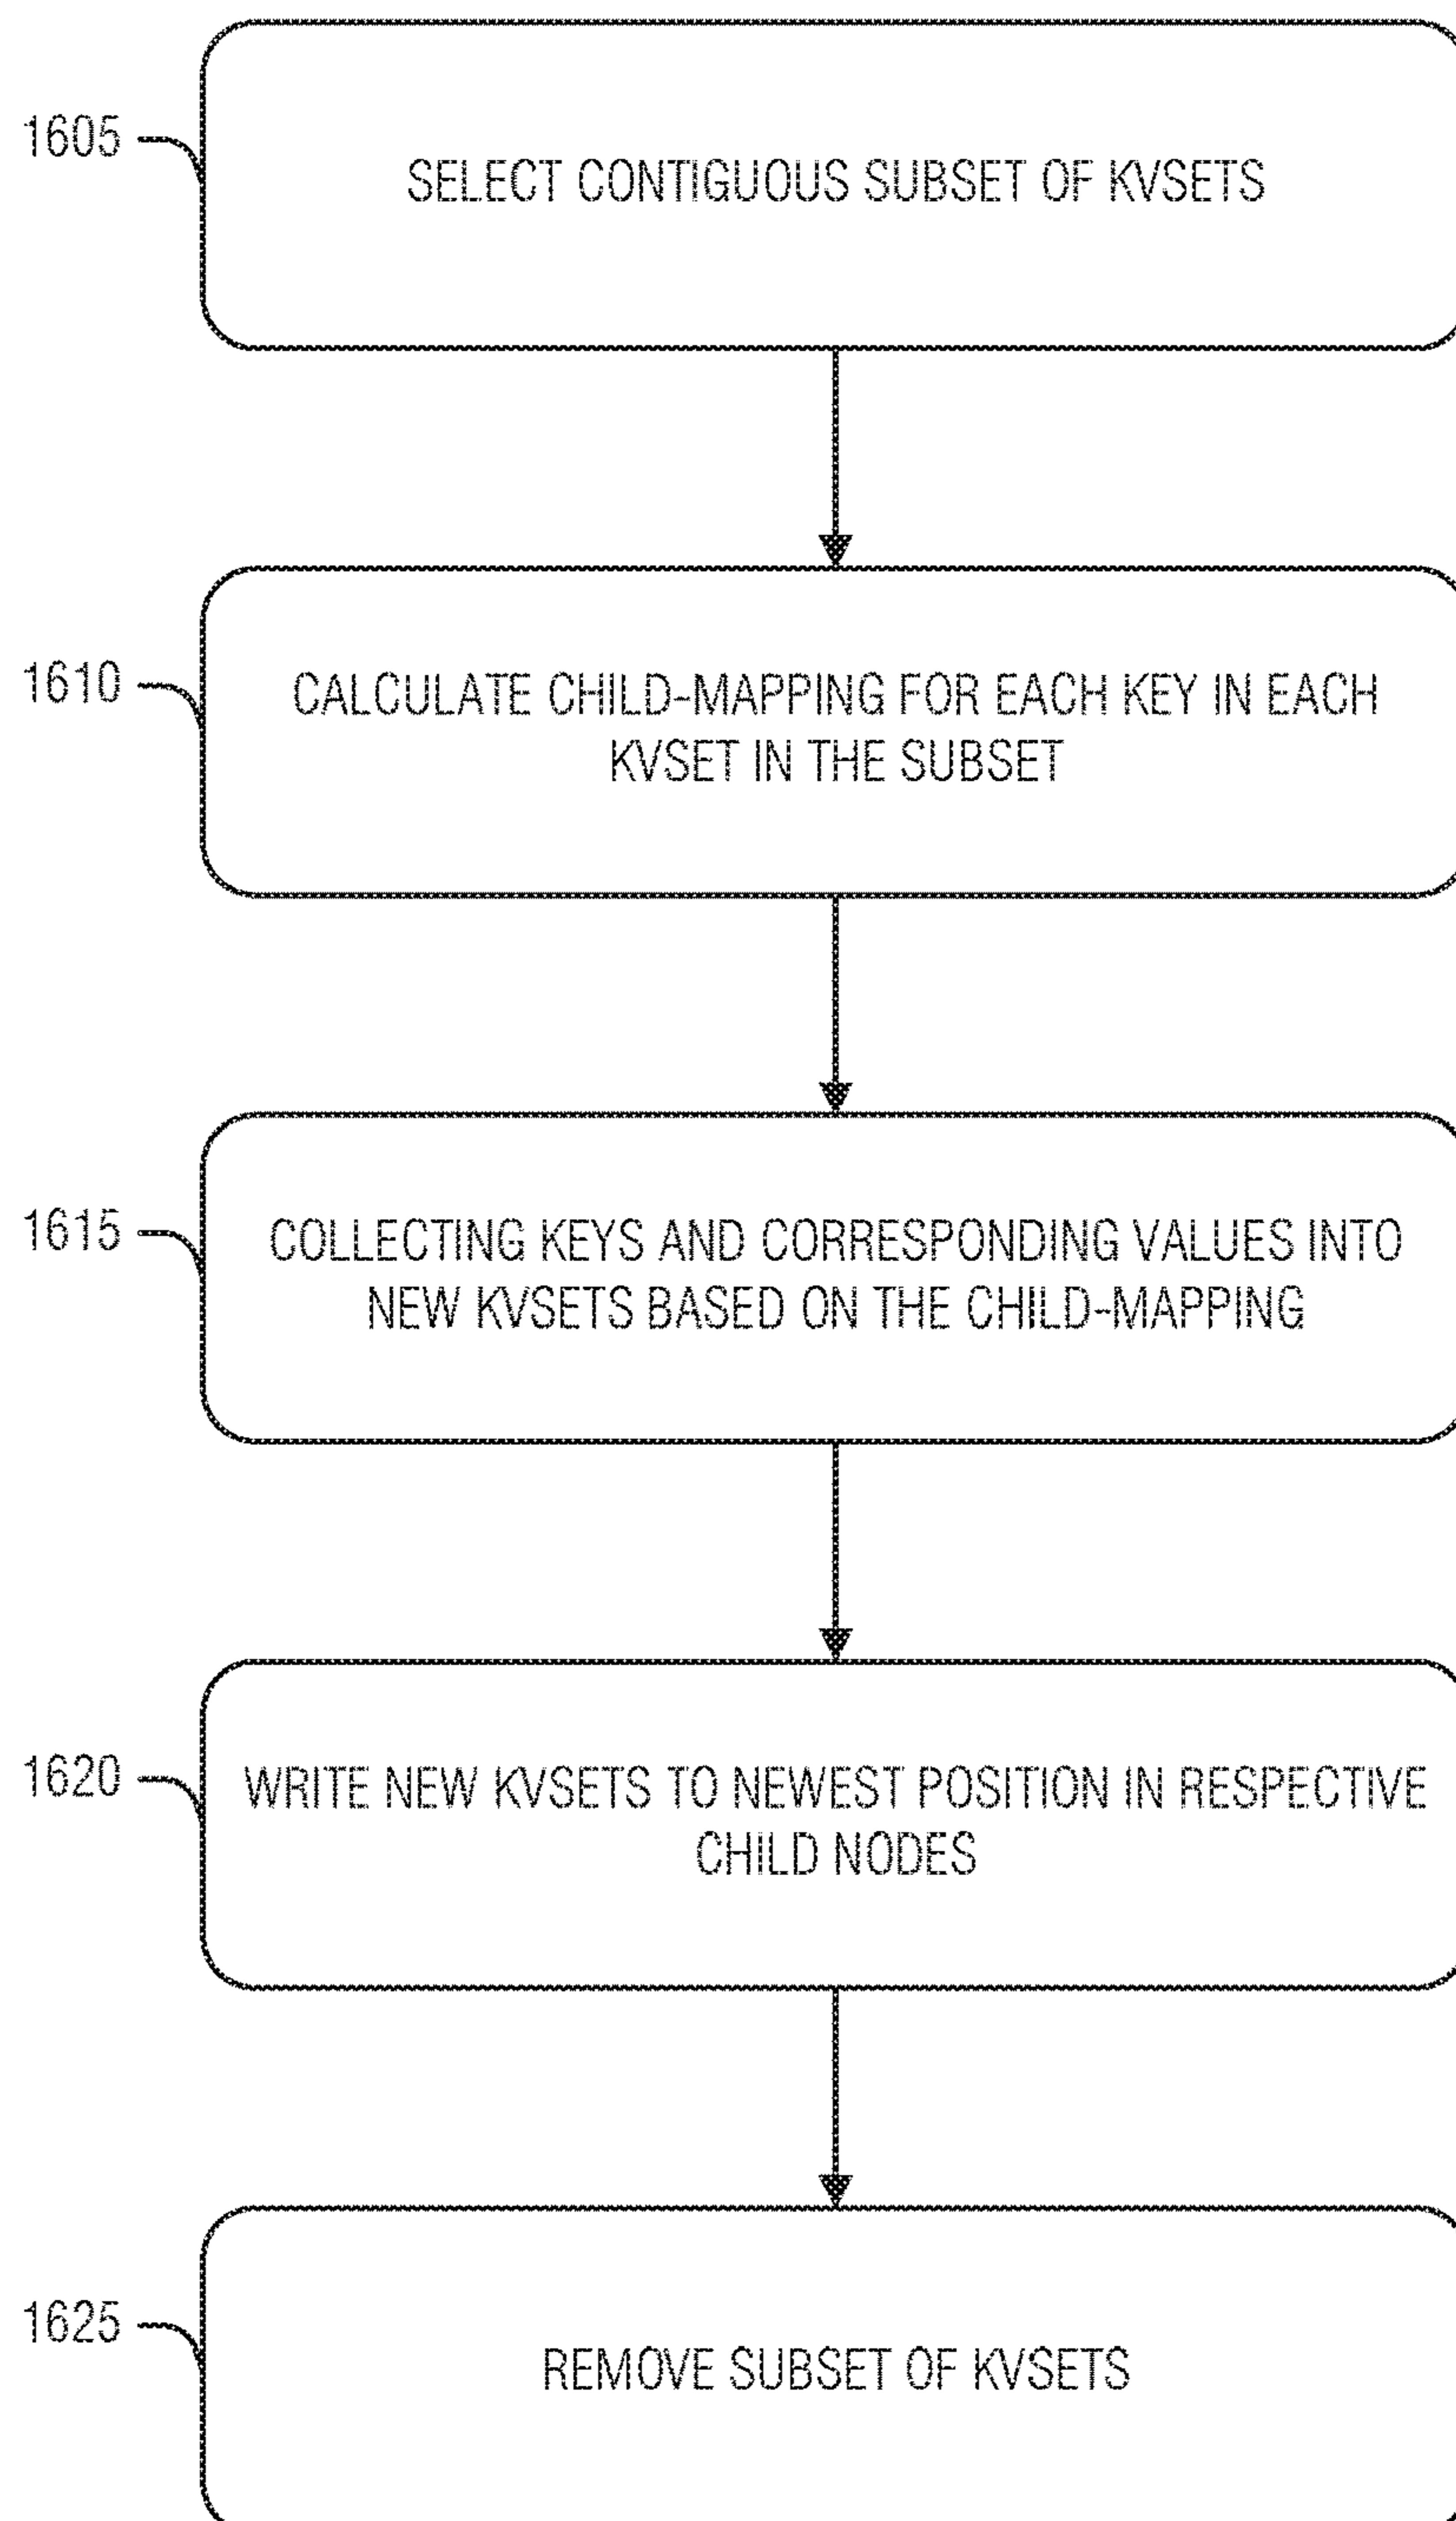 1605
SELECT CONTIGUOUS SUBSET OF KVSETS
1610
CALCULATE CHILD-MAPPING FOR EACH KEY IN EACH
KVSET IN THE SUBSET
1615
COLLECTING KEYS AND CORRESPONDING VALUES INTO
NEW KVSETS BASED ON THE CHILD-MAPPING
1620
WRITE NEW KVSETS TO NEWEST POSITION IN RESPECTIVE
CHILD NODES
1625
REMOVE SUBSET OF KVSETS